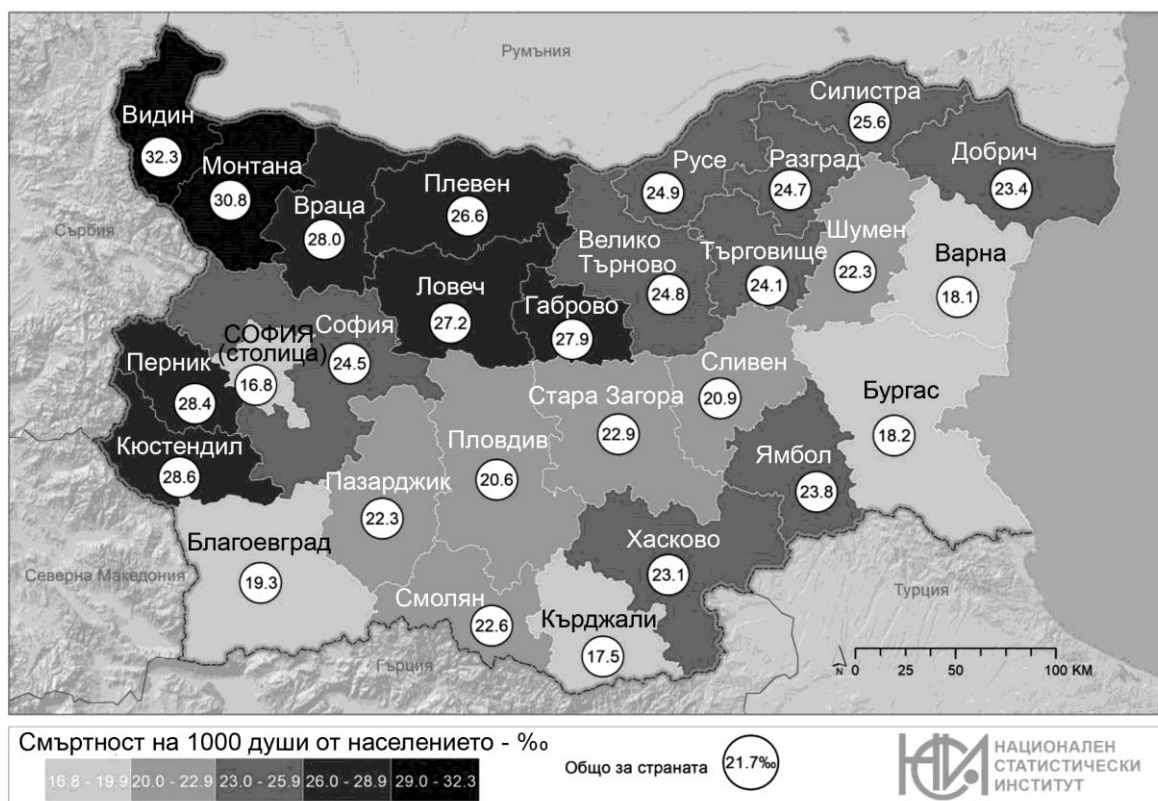 Румъния
Силистра
25.6
Видин
32.3
Монтана
30.8
Враца
28.0
Плевен
26.6
Русе
24.9
Разград
24.7
Добрич
23.4
Сърбия
Ловеч
27.2
Габрово
27.9
Велико
Търново
24.8
Търговище
24.1
Шумен
22.3
Варна
18.1
СОФИЯ
(столица)
16.8
София
24.5
Перник
28.4
Кюстендил
28.6
Пазарджик
22.3
Пловдив
20.6
Стара Загора
22.9
Сливен
20.9
Бургас
18.2
Ямбол
23.8
Благоевград
19.3
Северна Македония
Смолян
22.6
Хасково
23.1
Кърджали
17.5
Турция
Гърция
N
0 25 50 100 КМ
Смъртност на 1000 души от населението - ‰
16.8 - 19.9 20.0 - 22.9 23.0 - 25.9 26.0 - 28.9 29.0 - 32.3
Общо за страната 21.7‰
НСИ
НАЦИОНАЛЕН
СТАТИСТИЧЕСКИ
ИНСТИТУТ